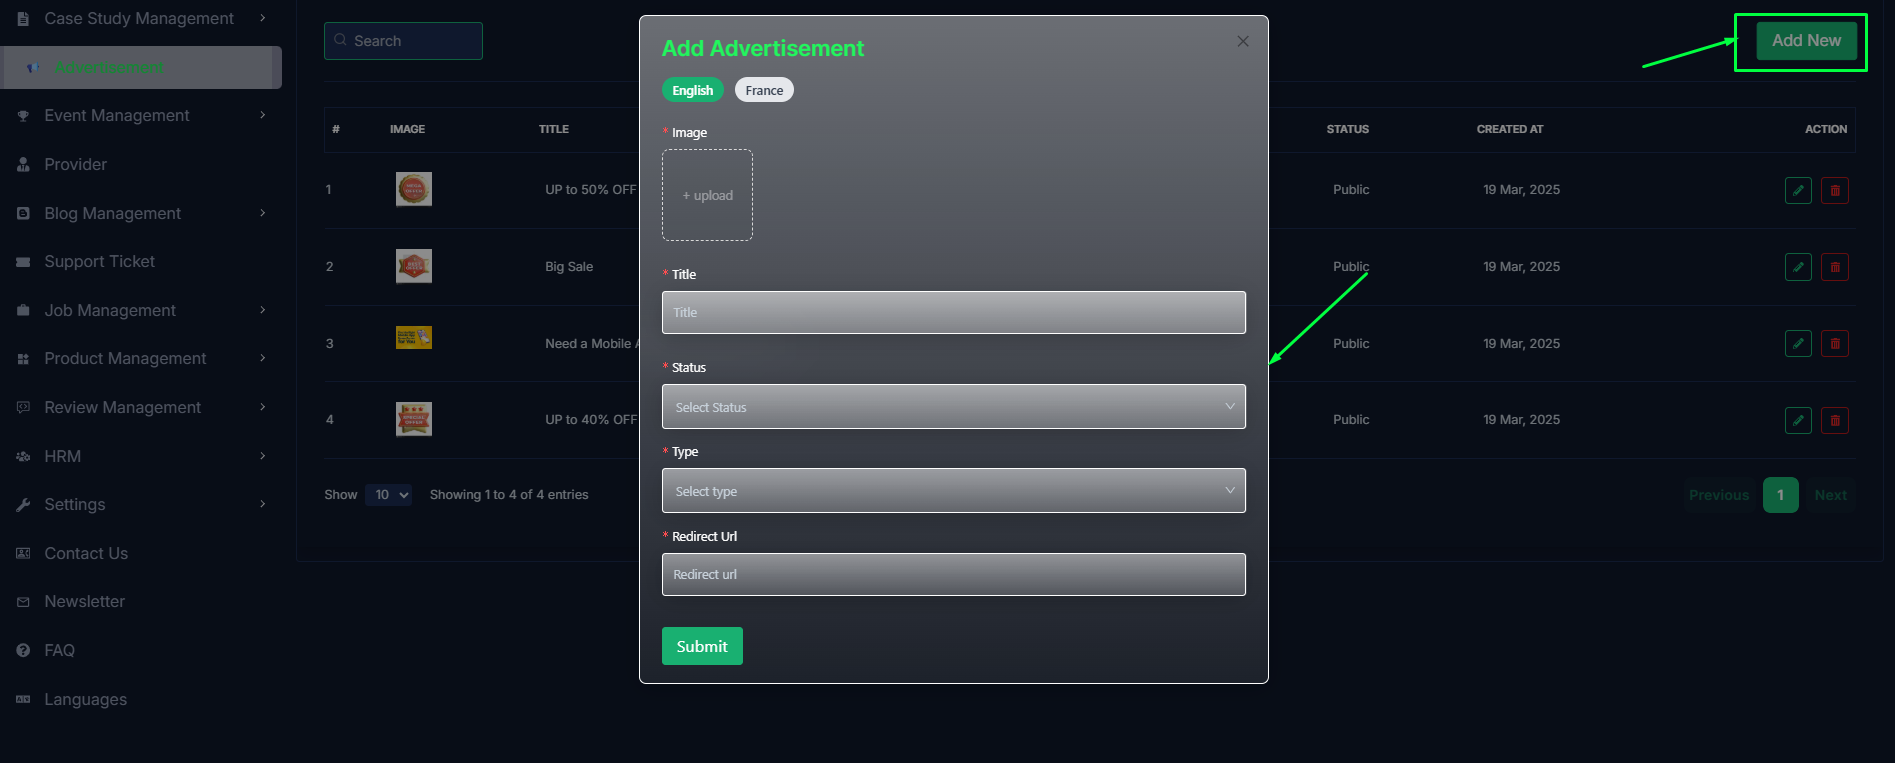 Case Study Management
Advertisement
Event Management
Provider
Blog Management
Support Ticket
Job Management
Product Management
Review Management
HRM
Settings
Contact Us
Newsletter
FAQ
Languages
Search
Add New
# IMAGE TITLE STATUS CREATED AT ACTION
1 UP to 50% OFF Public 19 Mar, 2025
2 Big Sale Public 19 Mar, 2025
3 Need a Mobile Public 19 Mar, 2025
4 UP to 40% OFF Public 19 Mar, 2025
Show 10 Showing 1 to 4 of 4 entries
Previous 1 Next
Add Advertisement
English France
* Image
+ upload
* Title
Title
* Status
Select Status
* Type
Select type
* Redirect Url
Redirect url
Submit